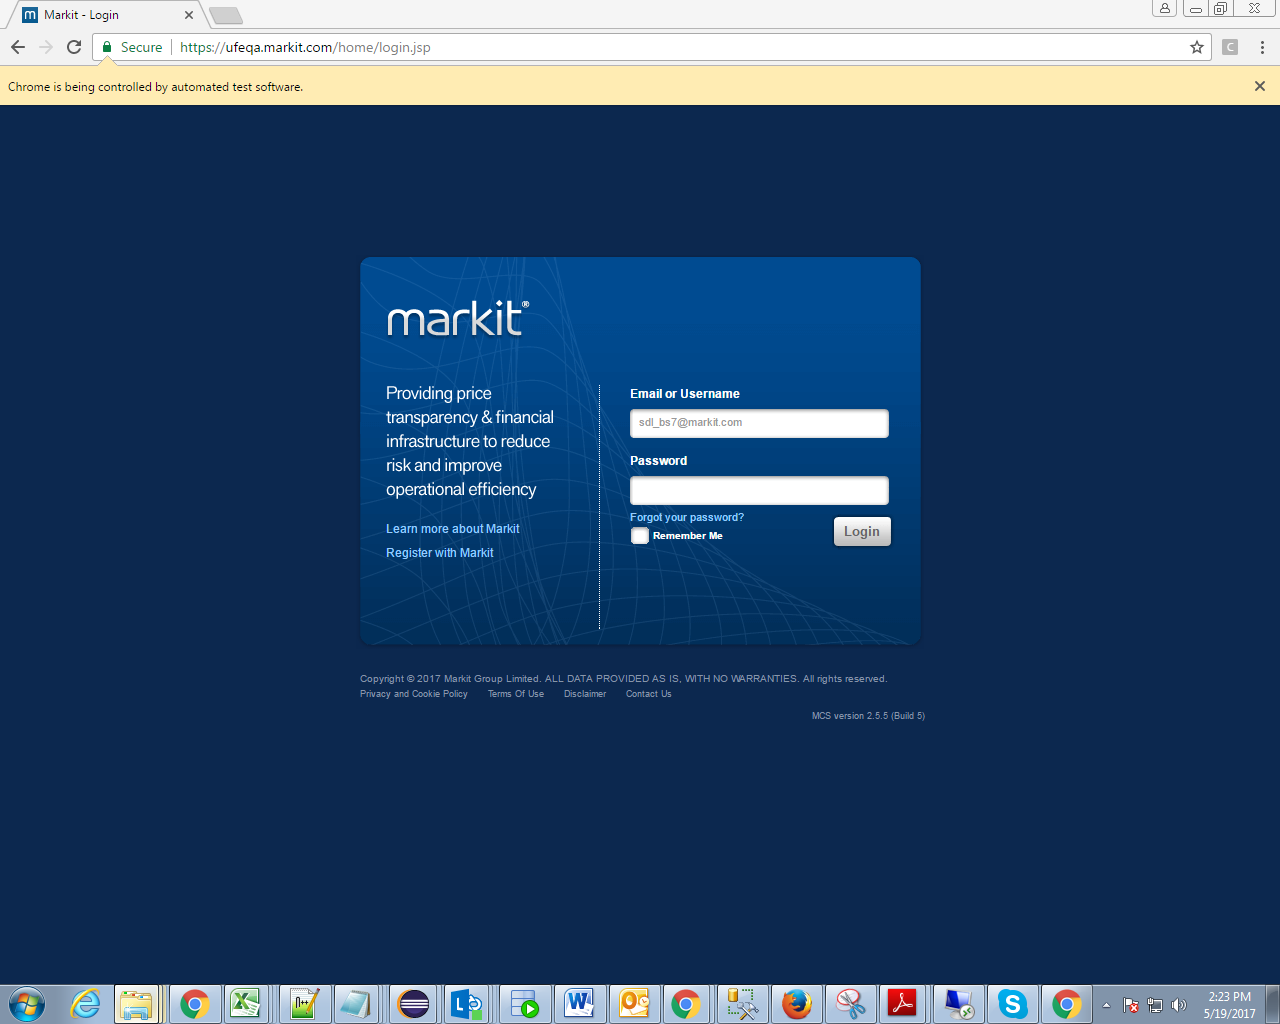 Markit - Login
Secure
https://ufeqa.markit.com/home/login.jsp
C
Chrome is being controlled by automated test software.
markit®
Providing price
transparency & financial
infrastructure to reduce
risk and improve
operational efficiency
Learn more about Markit
Register with Markit
Email or Username
sdl_bs7@markit.com
Password
Forgot your password?
Remember Me
Login
Copyright © 2017 Markit Group Limited. ALL DATA PROVIDED AS IS, WITH NO WARRANTIES. All rights reserved.
Privacy and Cookie Policy Terms Of Use Disclaimer Contact Us
MCS version 2.5.5 (Build 5)
2:23 PM
5/19/2017